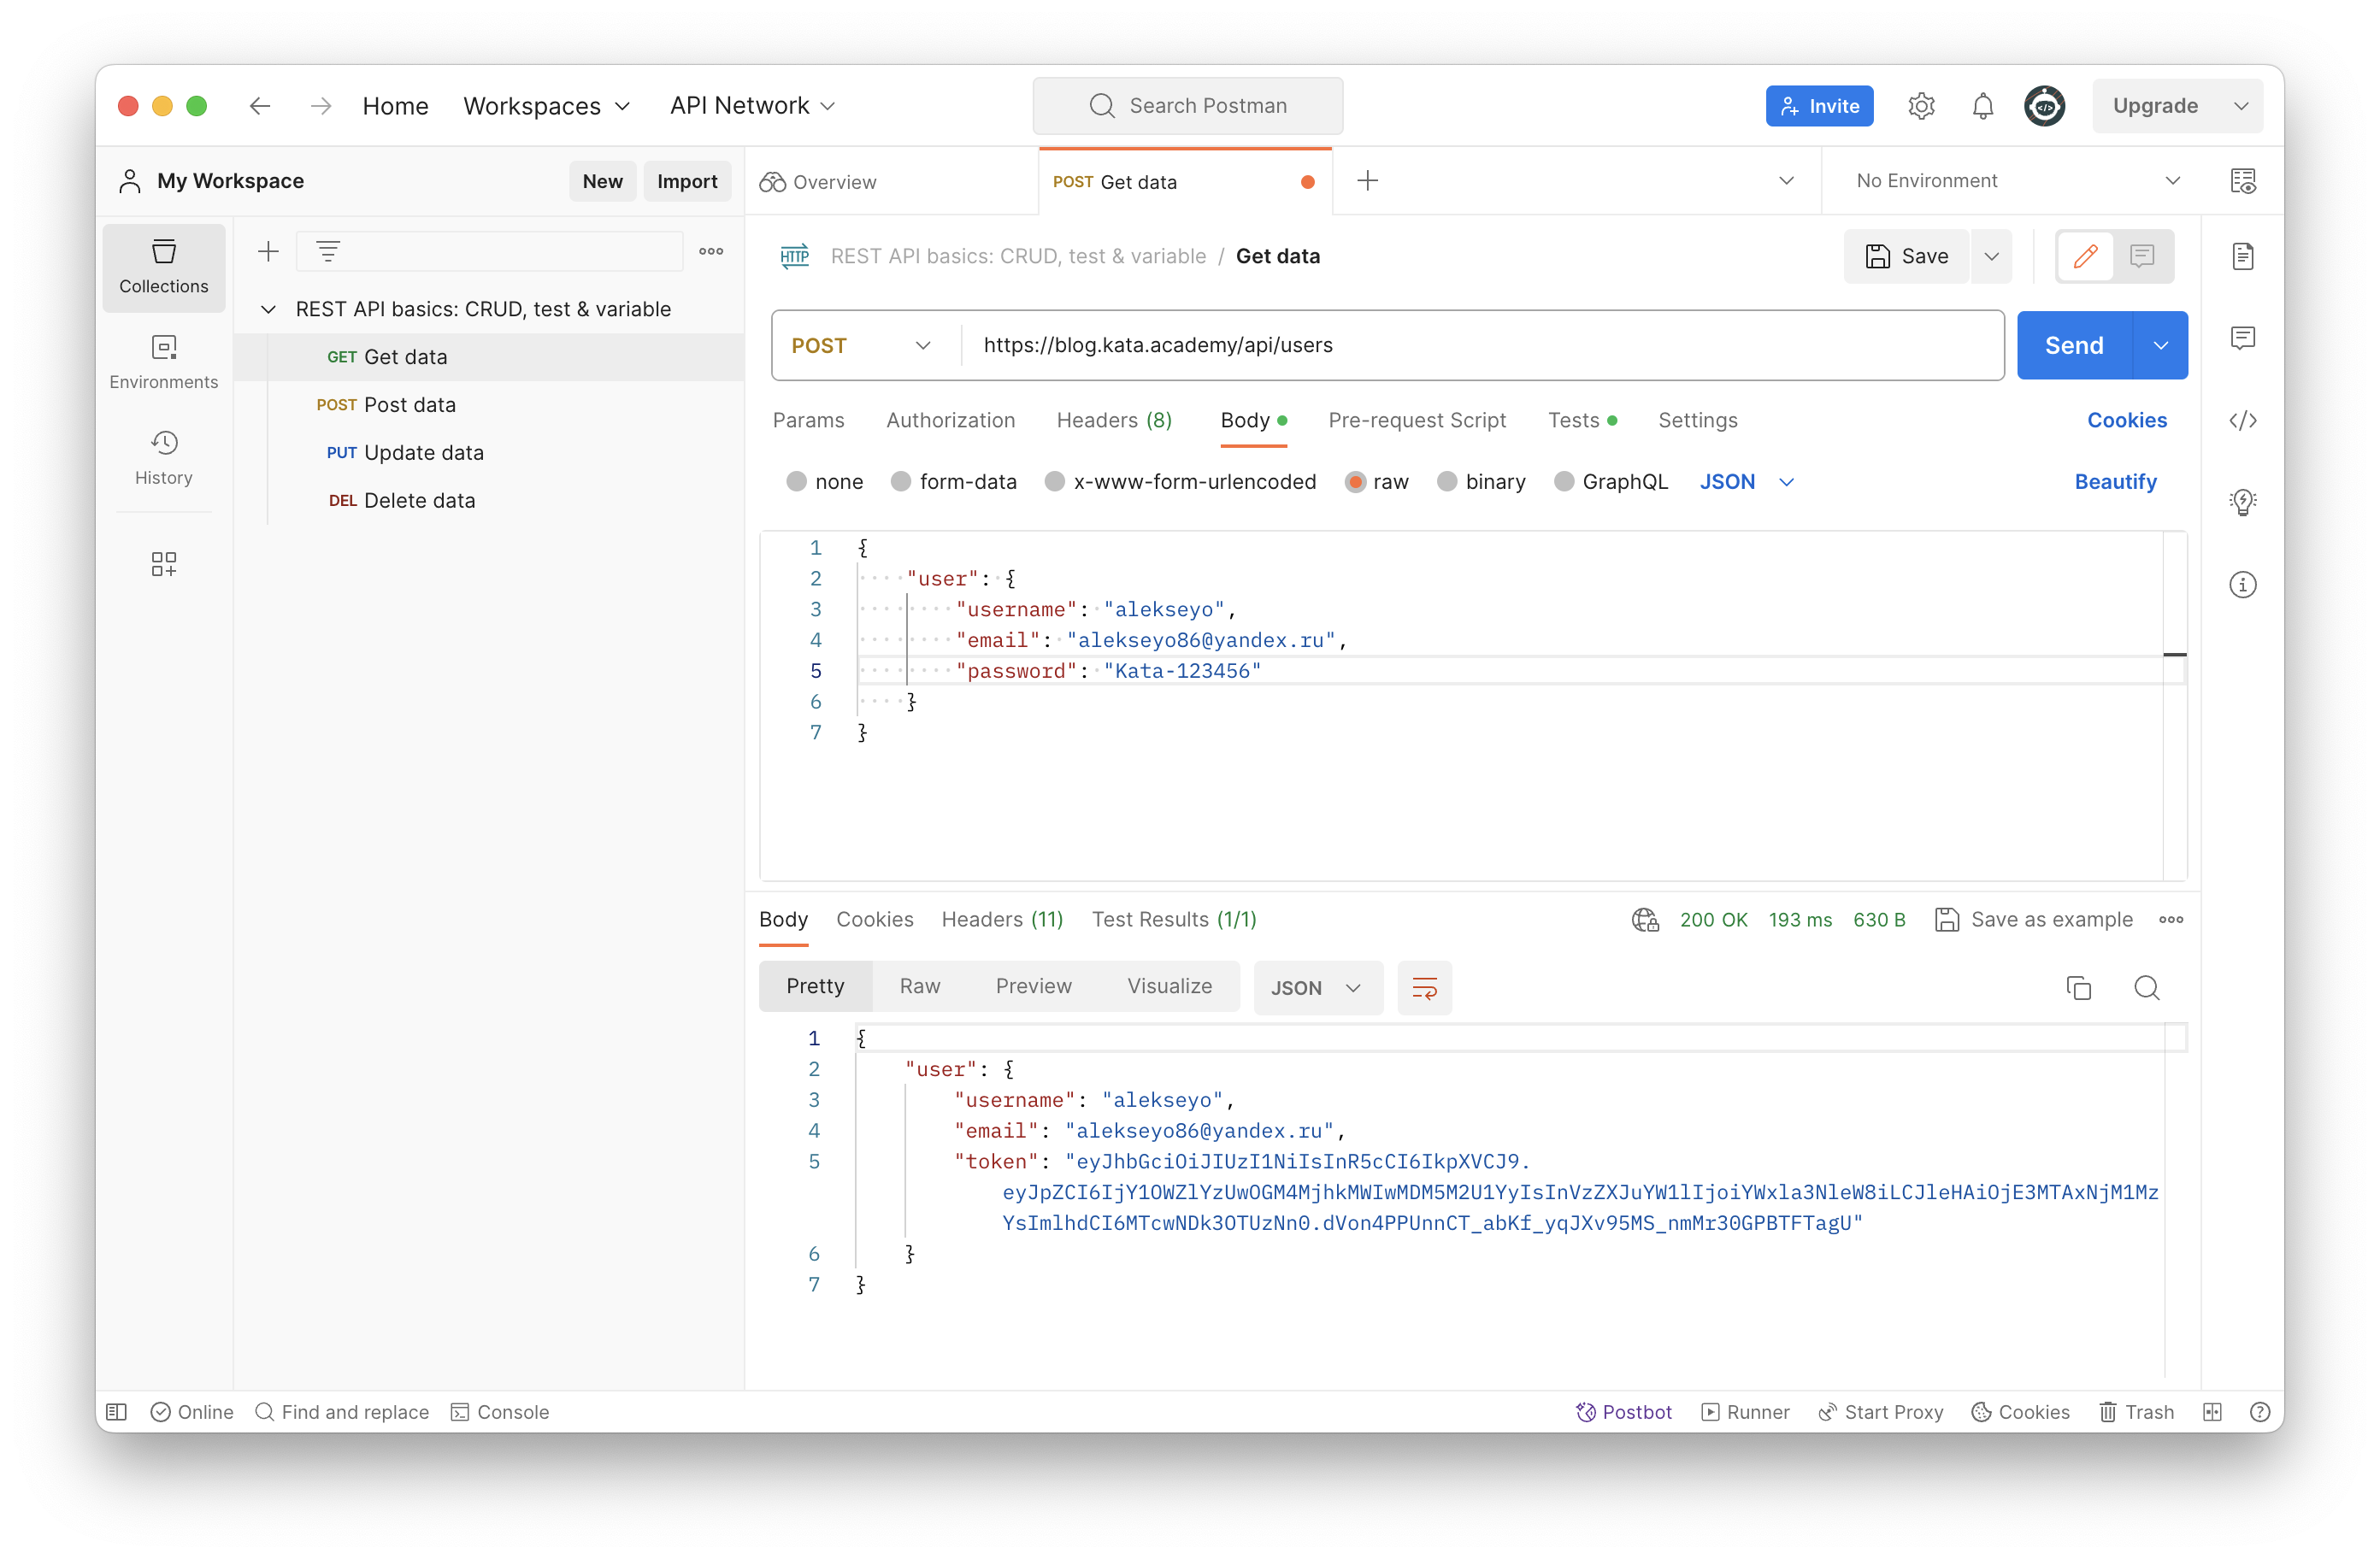 Home Workspaces API Network Search Postman Invite Upgrade
My Workspace New Import Overview POST Get data No Environment
Collections
Environments
History
REST API basics: CRUD, test & variable
GET Get data
POST Post data
PUT Update data
DEL Delete data
HTTP REST API basics: CRUD, test & variable / Get data Save
POST https://blog.kata.academy/api/users Send
Params Authorization Headers (8) Body Pre-request Script Tests Settings Cookies
none form-data x-www-form-urlencoded raw binary GraphQL JSON Beautify
1 {
2 "user": {
3 "username": "alekseyo",
4 "email": "alekseyo86@yandex.ru",
5 "password": "Kata-123456"
6 }
7 }
Body Cookies Headers (11) Test Results (1/1) 200 OK 193 ms 630 B Save as example
Pretty Raw Preview Visualize JSON
1 {
2 "user": {
3 "username": "alekseyo",
4 "email": "alekseyo86@yandex.ru",
5 "token": "eyJhbGciOiJIUzI1NiIsInR5cCI6IkpXVCJ9.
eyJpZCI6IjY1OWZlYzUwOGM4MjhkMWIwMDM5M2U1YyIsInVzZXJuYW1lIjoiYWxla3NleW8iLCJleHAiOjE3MTAxNjM1Mz
YsImlhdCI6MTcwNDk3OTUzNn0.dVon4PPUnnCT_abKf_yqJXv95MS_nmMr30GPBTFTagU"
6 }
7 }
Online Find and replace Console Postbot Runner Start Proxy Cookies Trash